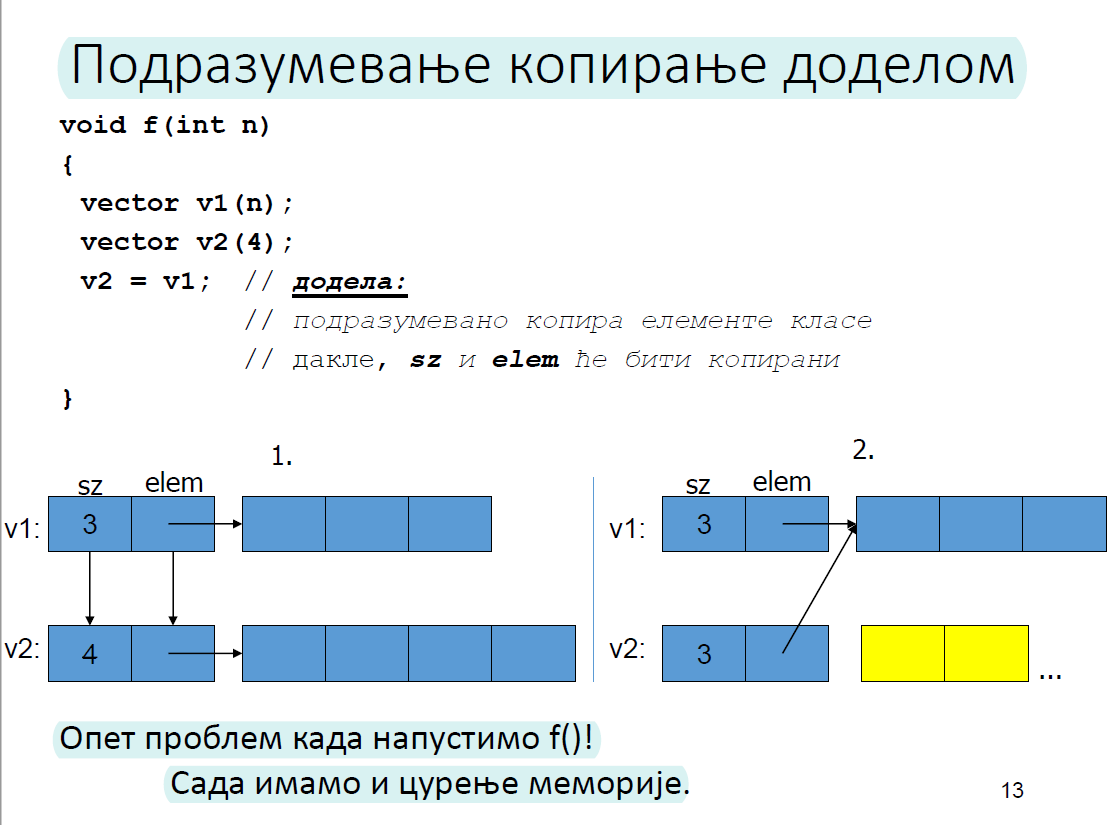 Подразумевање копирање доделом
void f(int n)
{
vector v1(n);
vector v2(4);
v2 = v1; // додела:
// подразумевано копира елементе класе
// дакле, sz и elem ће бити копирани
}
1.
sz elem
v1: 3
v2: 4
2.
sz elem
v1: 3
v2: 3
...
Опет проблем када напустимо f()!
Сада имамо и цурење меморије.
13